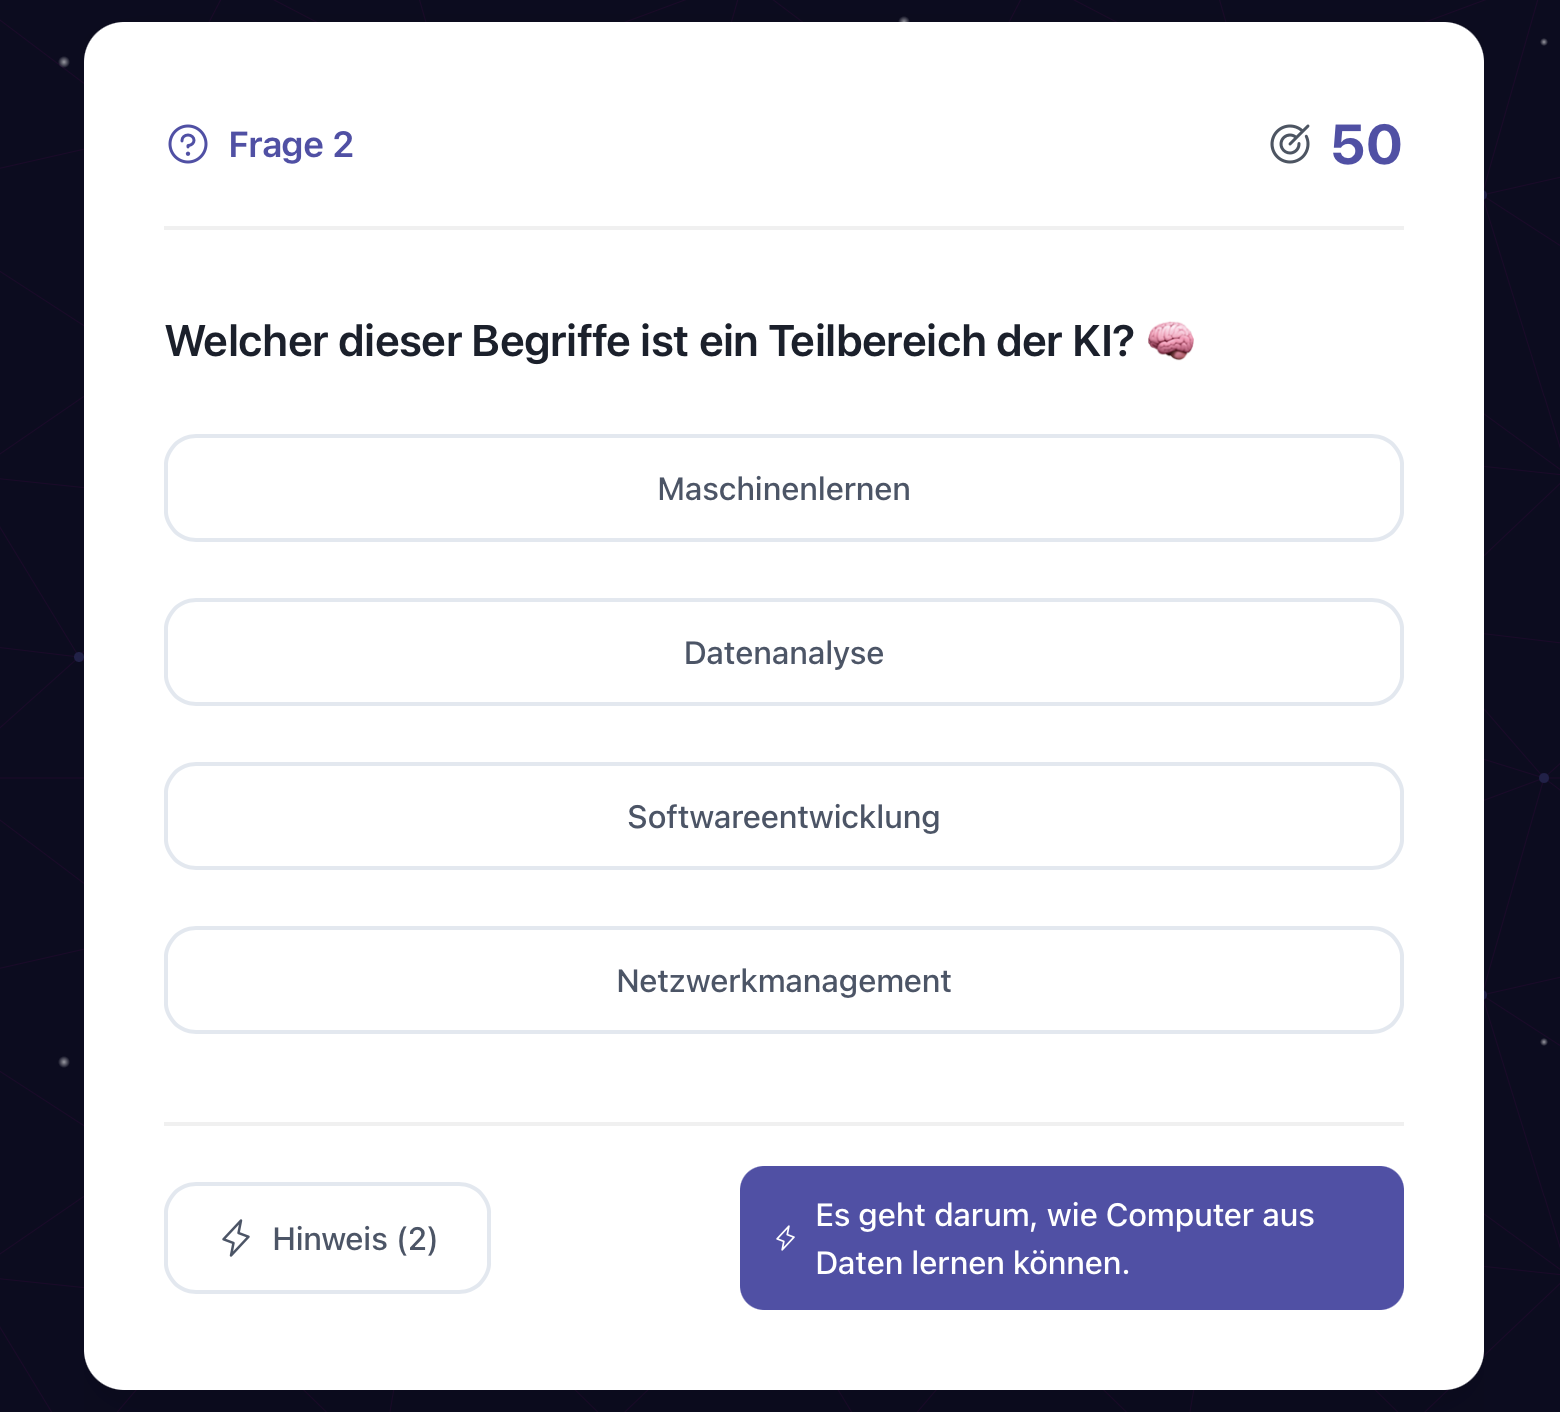 Frage 2
50
Welcher dieser Begriffe ist ein Teilbereich der KI? 🧠
Maschinenlernen
Datenanalyse
Softwareentwicklung
Netzwerkmanagement
Hinweis (2)
Es geht darum, wie Computer aus
Daten lernen können.